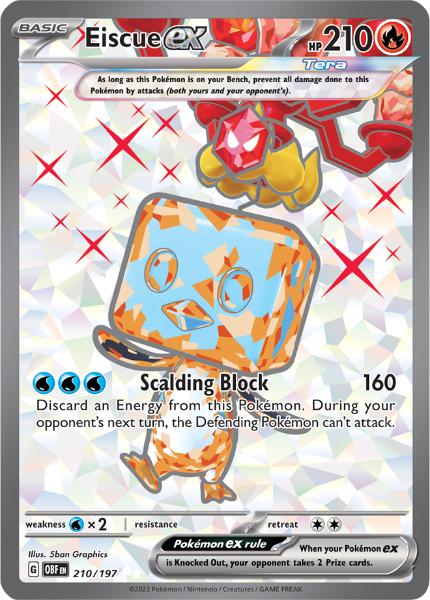 BASIC Eiscue ex HP 210
Tera
As long as this Pokémon is on your Bench, prevent all damage done to this
Pokémon by attacks (both yours and your opponent's).
Scalding Block 160
Discard an Energy from this Pokémon. During your
opponent's next turn, the Defending Pokémon can't attack.
weakness ×2 resistance retreat
Illus. 5ban Graphics
G OBF EN 210/197
Pokémon ex rule When your Pokémon ex
is Knocked Out, your opponent takes 2 Prize cards.
©2023 Pokémon / Nintendo / Creatures / GAME FREAK